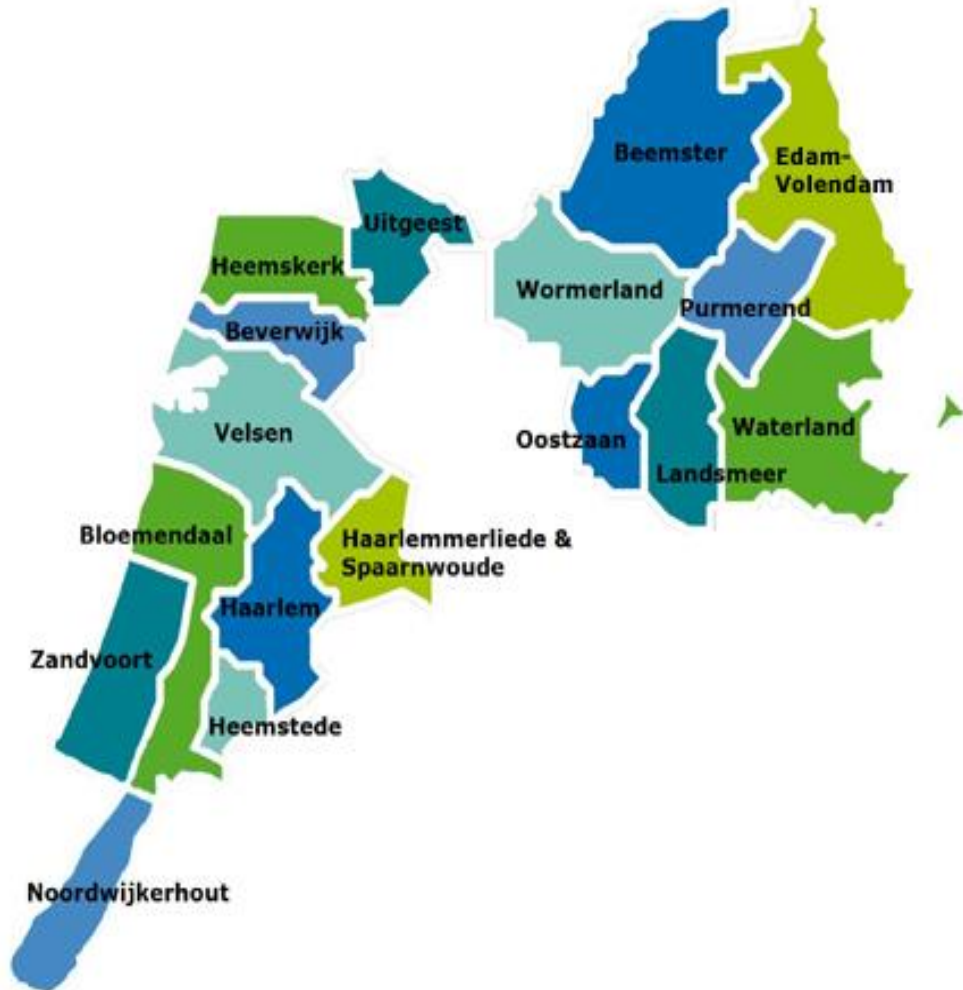 Beemster
Edam-
Volendam
Uitgeest
Heemskerk
Wormerland
Purmerend
Beverwijk
Velsen
Oostzaan
Waterland
Landsmeer
Bloemendaal
Haarlemmerliede &
Spaarnwoude
Haarlem
Zandvoort
Heemstede
Noordwijkerhout